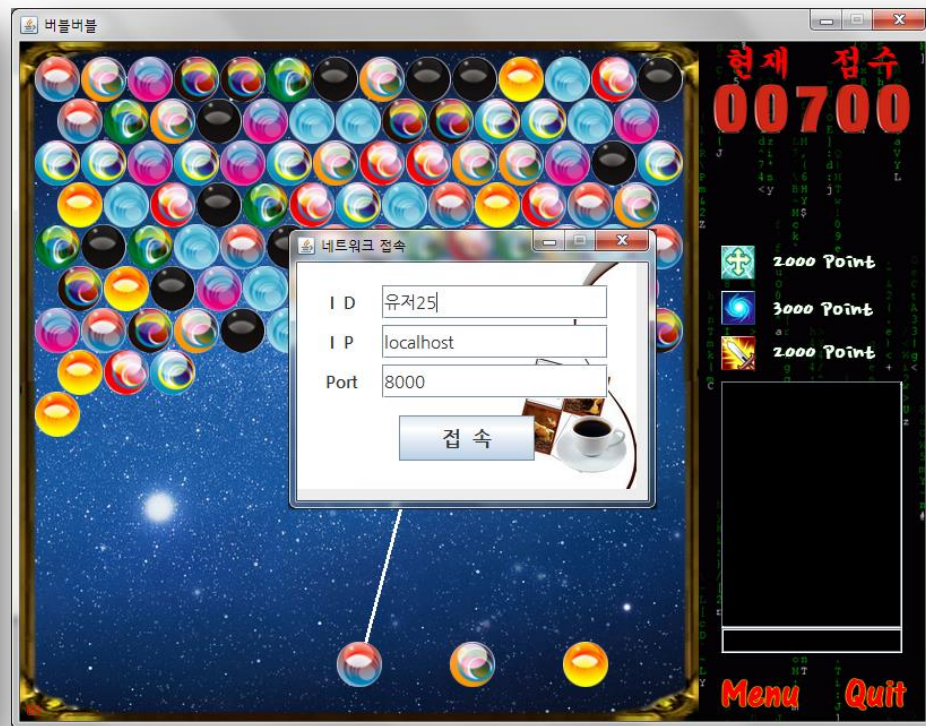 버블버블
현재 점수
00700
2000 Point
3000 Point
2000 Point
네트워크 접속
I D 유저25
I P localhost
Port 8000
접 속
Menu Quit